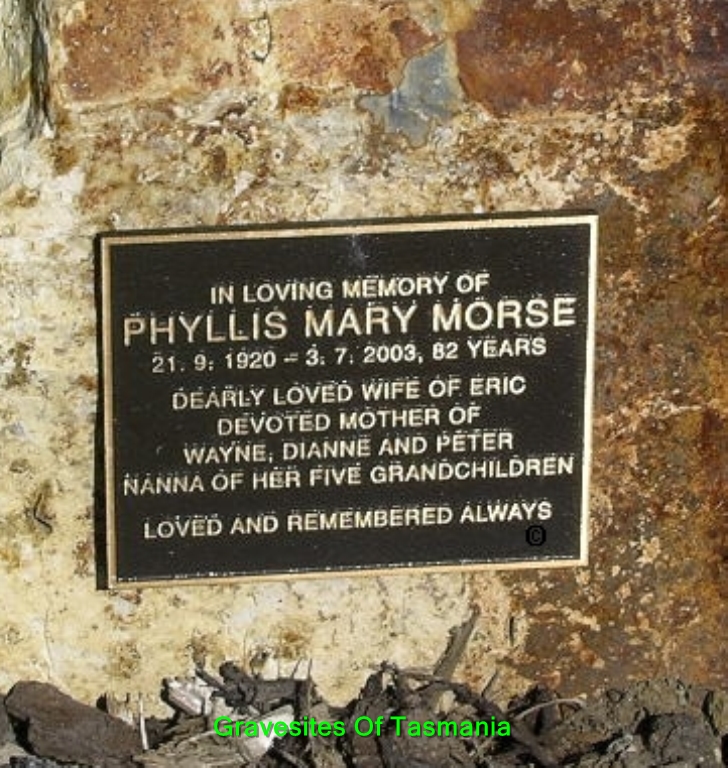 IN LOVING MEMORY OF
PHYLLIS MARY MORSE
21. 9. 1920 - 3. 7. 2003, 82 YEARS
DEARLY LOVED WIFE OF ERIC
DEVOTED MOTHER OF
WAYNE, DIANNE AND PETER
NANNA OF HER FIVE GRANDCHILDREN
LOVED AND REMEMBERED ALWAYS
©
Gravesites Of Tasmania